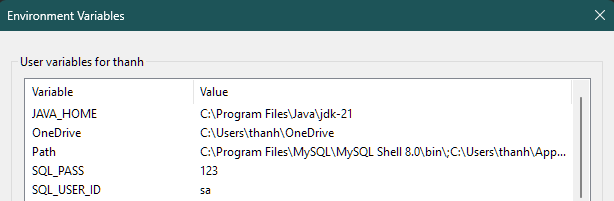 Environment Variables
User variables for thanh
Variable Value
JAVA_HOME C:\Program Files\Java\jdk-21
OneDrive C:\Users\thanh\OneDrive
Path C:\Program Files\MySQL\MySQL Shell 8.0\bin\;C:\Users\thanh\App...
SQL_PASS 123
SQL_USER_ID sa